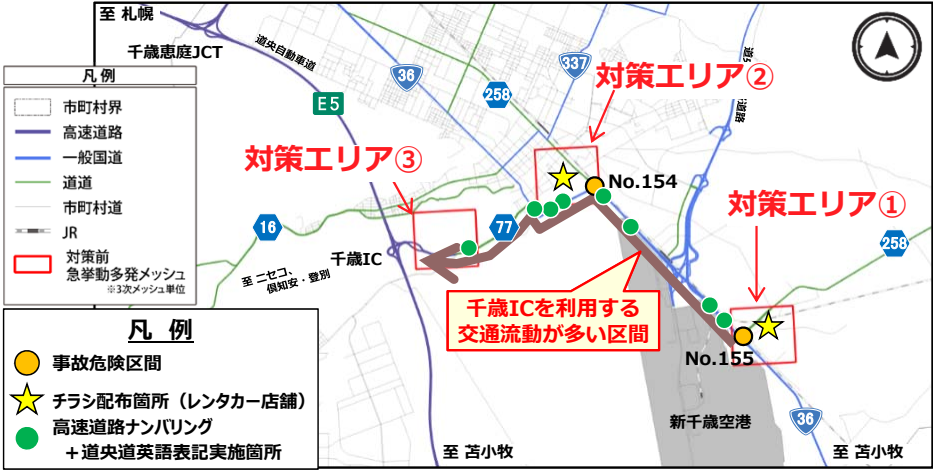 至 札幌
千歳恵庭JCT
道央自動車道
36
337
258
E5
対策エリア②
対策エリア③
対策エリア①
No.154
258
16
77
千歳IC
至 ニセコ、
倶知安・登別
千歳ICを利用する
交通流動が多い区間
No.155
新千歳空港
36
至 苫小牧
至 苫小牧
凡 例
市町村界
高速道路
一般国道
道道
市町村道
JR
対策前
急挙動多発メッシュ
※3次メッシュ単位
凡 例
事故危険区間
チラシ配布箇所（レンタカー店舗）
高速道路ナンバリング
＋道央道英語表記実施箇所